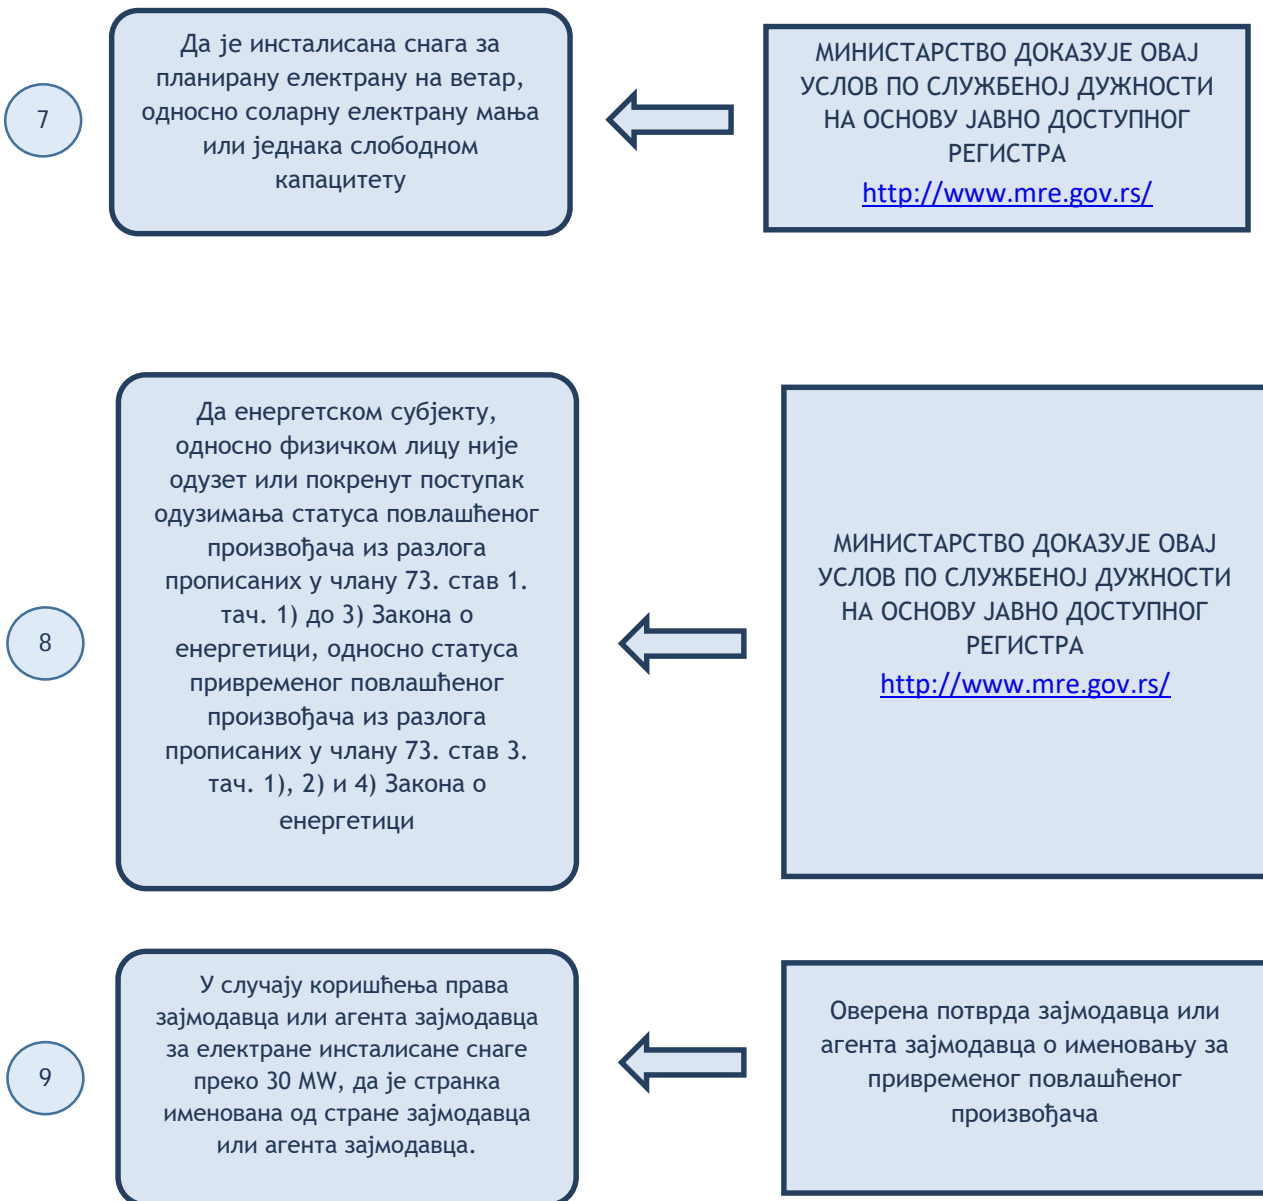 7
Да је инсталисана снага за
планирану електрану на ветар,
односно соларну електрану мања
или једнака слободном
капацитету
МИНИСТАРСТВО ДОКАЗУЈЕ ОВАЈ
УСЛОВ ПО СЛУЖБЕНОЈ ДУЖНОСТИ
НА ОСНОВУ ЈАВНО ДОСТУПНОГ
РЕГИСТРА
http://www.mre.gov.rs/
8
Да енергетском субјекту,
односно физичком лицу није
одузет или покренут поступак
одузимања статуса повлашћеног
произвођача из разлога
прописаних у члану 73. став 1.
тач. 1) до 3) Закона о
енергетици, односно статуса
привременог повлашћеног
произвођача из разлога
прописаних у члану 73. став 3.
тач. 1), 2) и 4) Закона о
енергетици
МИНИСТАРСТВО ДОКАЗУЈЕ ОВАЈ
УСЛОВ ПО СЛУЖБЕНОЈ ДУЖНОСТИ
НА ОСНОВУ ЈАВНО ДОСТУПНОГ
РЕГИСТРА
http://www.mre.gov.rs/
9
У случају коришћења права
зајмодавца или агента зајмодавца
за електране инсталисане снаге
преко 30 MW, да је странка
именована од стране зајмодавца
или агента зајмодавца.
Оверена потврда зајмодавца или
агента зајмодавца о именовању за
привременог повлашћеног
произвођача